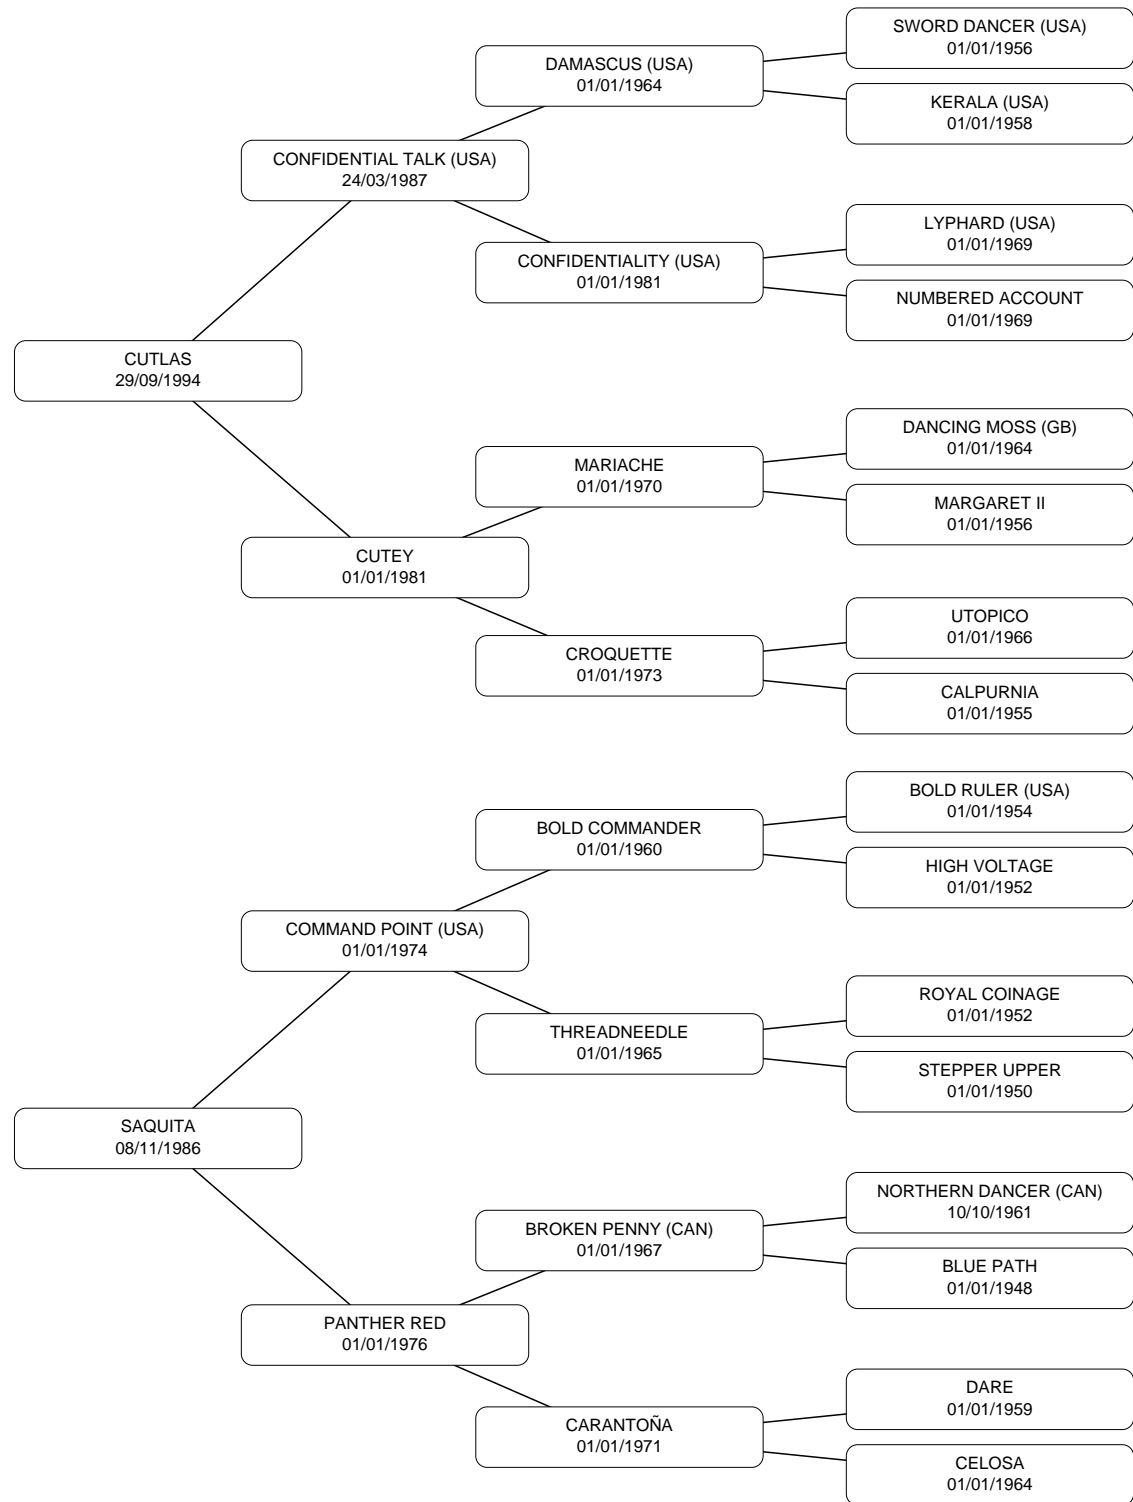 SWORD DANCER (USA)
01/01/1956
DAMASCUS (USA)
01/01/1964
KERALA (USA)
01/01/1958
CONFIDENTIAL TALK (USA)
24/03/1987
LYPHARD (USA)
01/01/1969
CONFIDENTIALITY (USA)
01/01/1981
NUMBERED ACCOUNT
01/01/1969
CUTLAS
29/09/1994
DANCING MOSS (GB)
01/01/1964
MARIACHE
01/01/1970
MARGARET II
01/01/1956
CUTEY
01/01/1981
UTOPICO
01/01/1966
CROQUETTE
01/01/1973
CALPURNIA
01/01/1955
BOLD RULER (USA)
01/01/1954
BOLD COMMANDER
01/01/1960
HIGH VOLTAGE
01/01/1952
COMMAND POINT (USA)
01/01/1974
ROYAL COINAGE
01/01/1952
THREADNEEDLE
01/01/1965
STEPPER UPPER
01/01/1950
SAQUITA
08/11/1986
NORTHERN DANCER (CAN)
10/10/1961
BROKEN PENNY (CAN)
01/01/1967
BLUE PATH
01/01/1948
PANTHER RED
01/01/1976
DARE
01/01/1959
CARANTOÑA
01/01/1971
CELOSA
01/01/1964